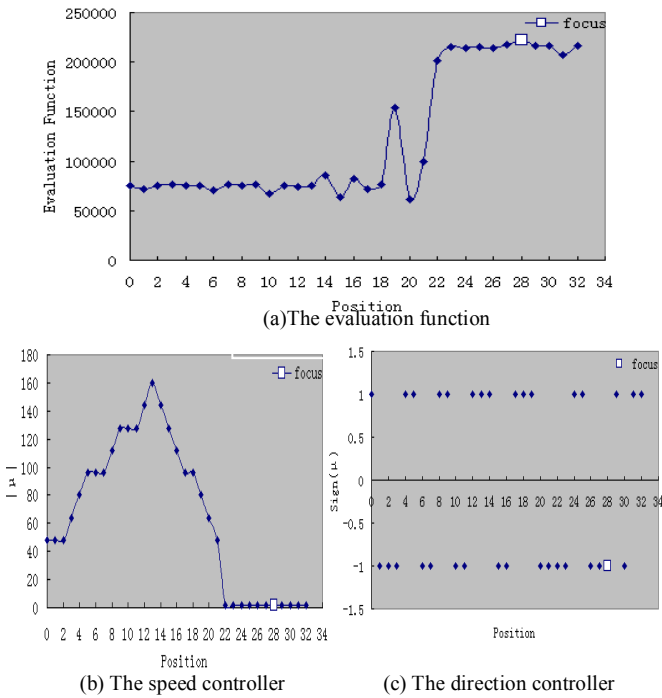 focus
250000
200000
150000
100000
50000
0
Evaluation Function
0 2 4 6 8 10 12 14 16 18 20 22 24 26 28 30 32 34
Position
(a)The evaluation function
180
160
140
120
100
80
60
40
20
0
|μ|
focus
0 2 4 6 8 10 12 14 16 18 20 22 24 26 28 30 32 34
Position
(b) The speed controller
1.5
1
0.5
0
-0.5
-1
-1.5
Sign(μ)
focus
0 2 4 6 8 10 12 14 16 18 20 22 24 26 28 30 32 34
Position
(c) The direction controller